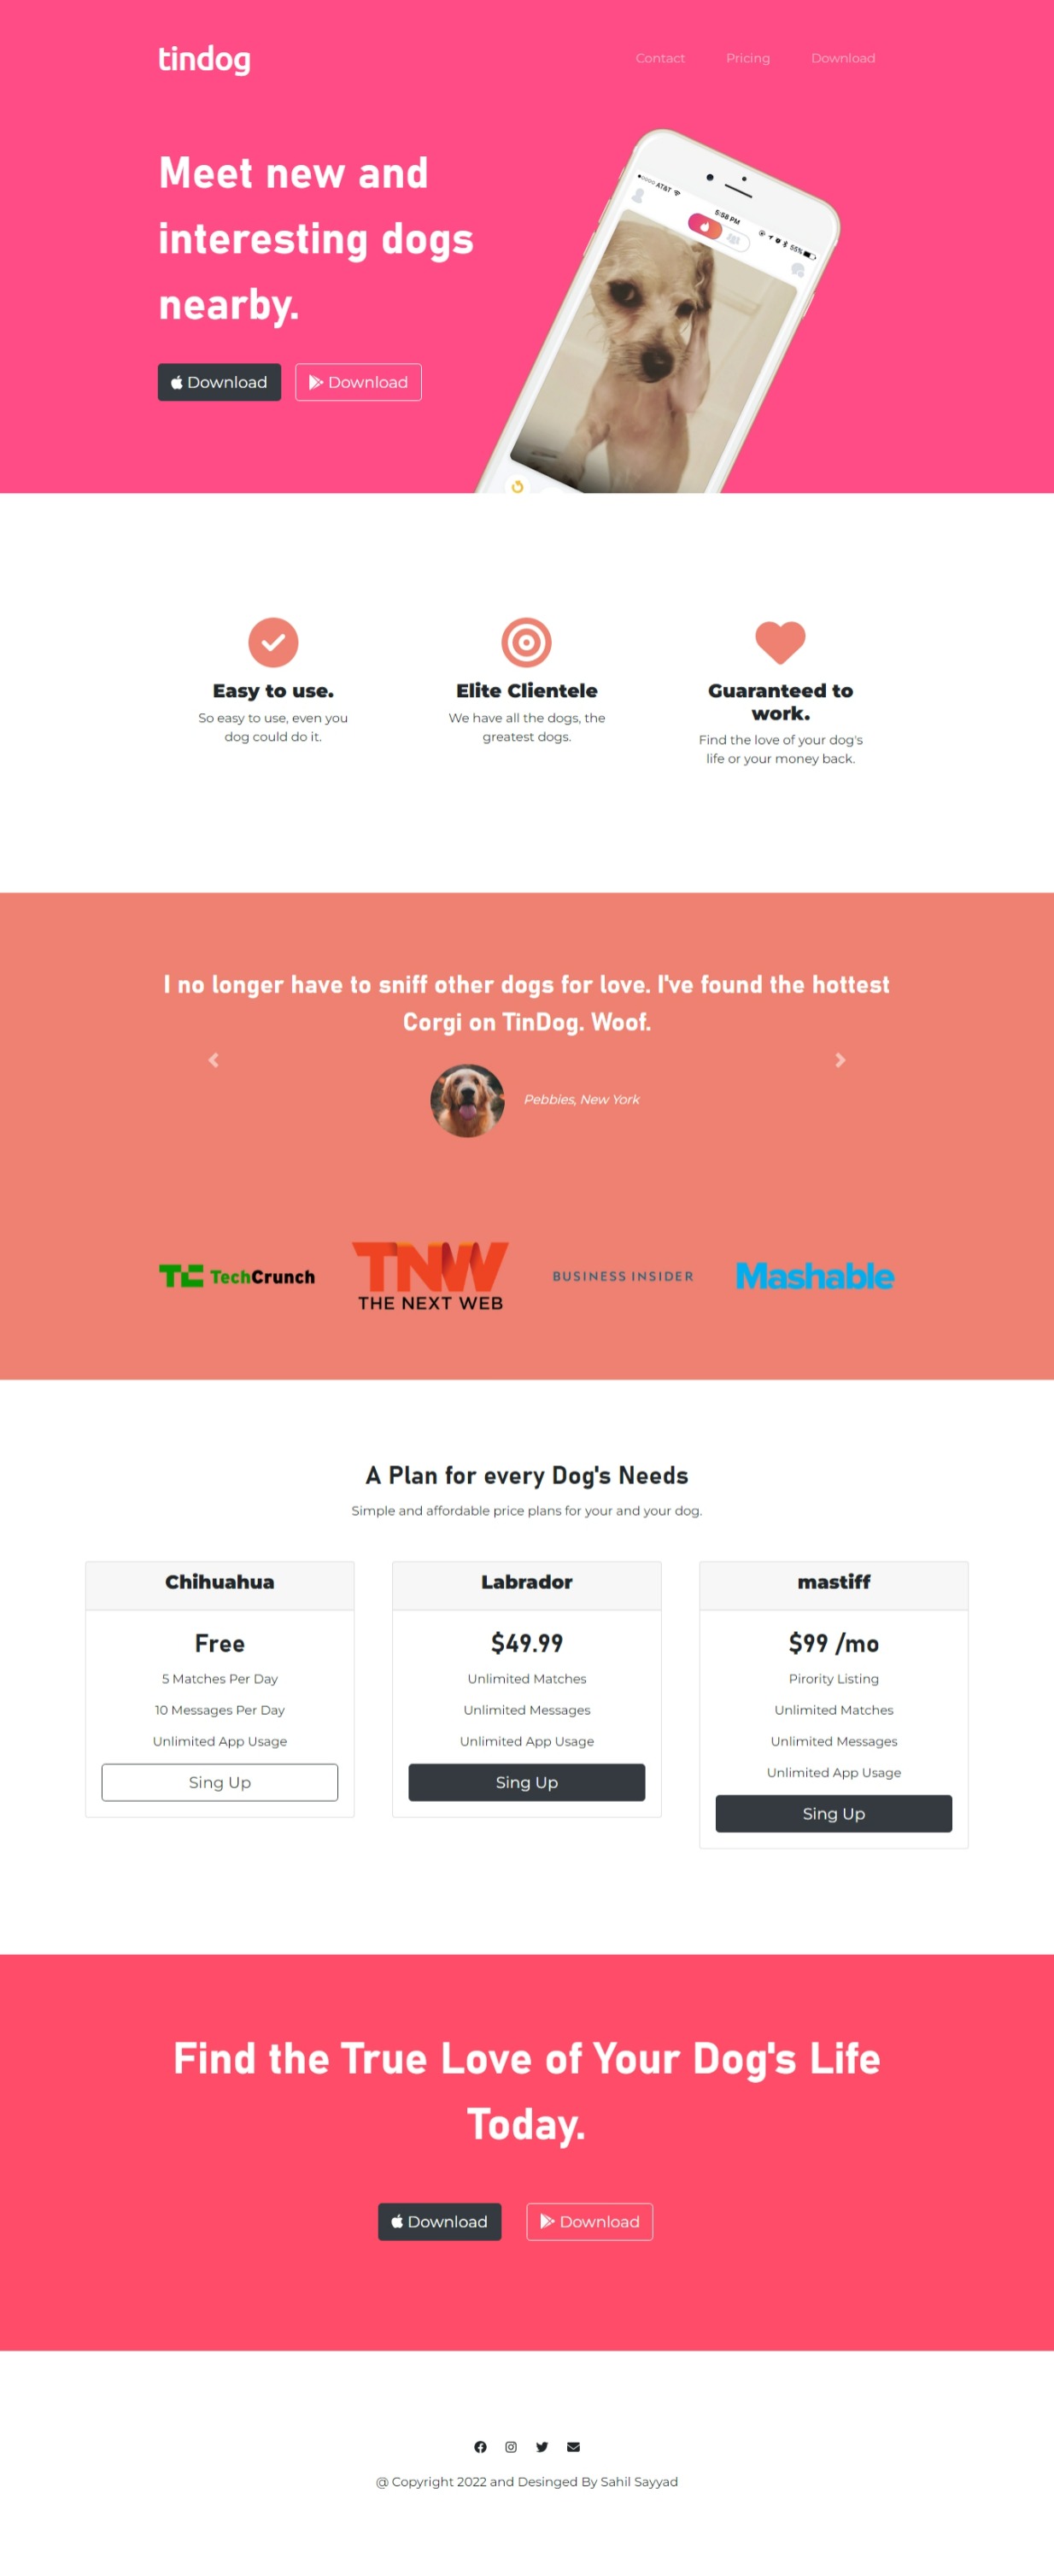 tindog
Contact Pricing Download
Meet new and
interesting dogs
nearby.
Download Download
AT&T 5:58 PM 55%
Easy to use.
So easy to use, even you
dog could do it.
Elite Clientele
We have all the dogs, the
greatest dogs.
Guaranteed to
work.
Find the love of your dog's
life or your money back.
I no longer have to sniff other dogs for love. I've found the hottest
Corgi on TinDog. Woof.
Pebbles, New York
TC TechCrunch
TNW
THE NEXT WEB
BUSINESS INSIDER
Mashable
A Plan for every Dog's Needs
Simple and affordable price plans for your and your dog.
Chihuahua
Free
5 Matches Per Day
10 Messages Per Day
Unlimited App Usage
Sing Up
Labrador
$49.99
Unlimited Matches
Unlimited Messages
Unlimited App Usage
Sing Up
mastiff
$99 /mo
Pirority Listing
Unlimited Matches
Unlimited Messages
Unlimited App Usage
Sing Up
Find the True Love of Your Dog's Life
Today.
Download Download
@ Copyright 2022 and Desinged By Sahil Sayyad